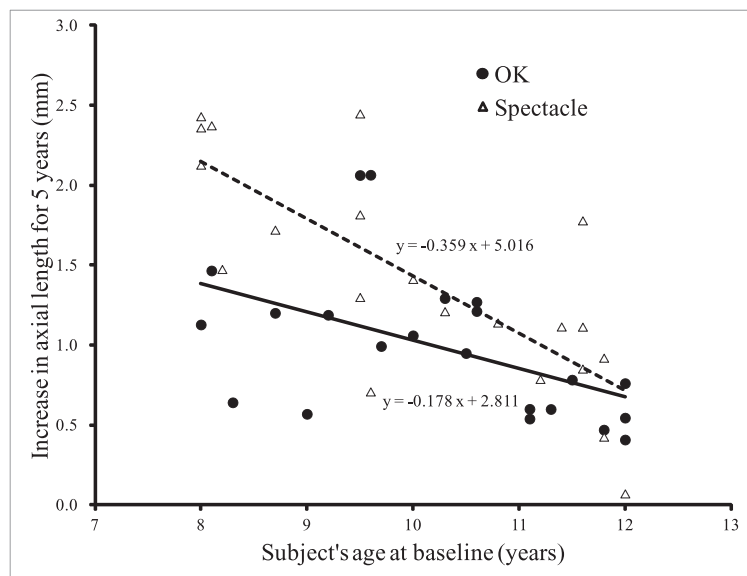 3.0
OK
Spectacle
2.5
2.0
y = -0.359 x + 5.016
1.5
1.0
y = -0.178 x + 2.811
0.5
0.0
7 8 9 10 11 12 13
Increase in axial length for 5 years (mm)
Subject's age at baseline (years)